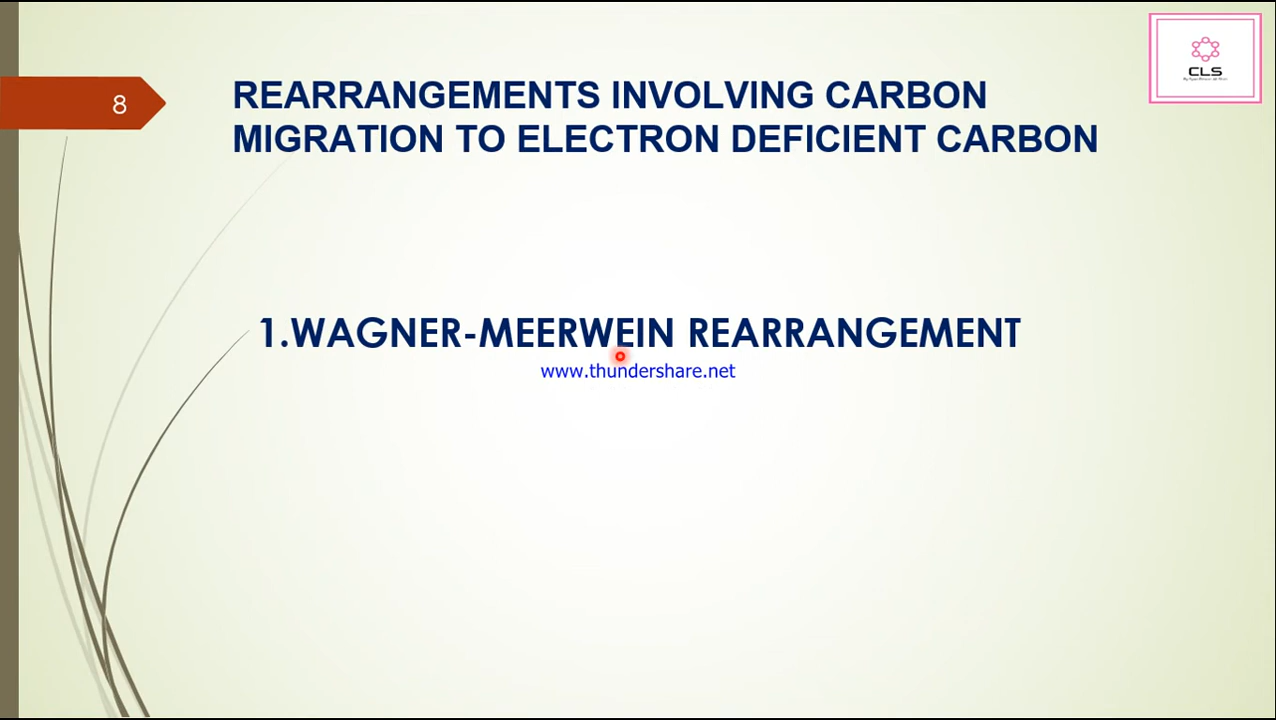 8
REARRANGEMENTS INVOLVING CARBON
MIGRATION TO ELECTRON DEFICIENT CARBON
CLS
1.WAGNER-MEERWEIN REARRANGEMENT
www.thundershare.net